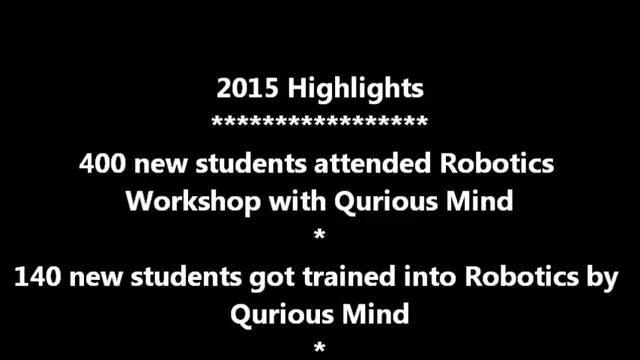 2015 Highlights
*****************
400 new students attended Robotics
Workshop with Qurious Mind
*
140 new students got trained into Robotics by
Qurious Mind
*